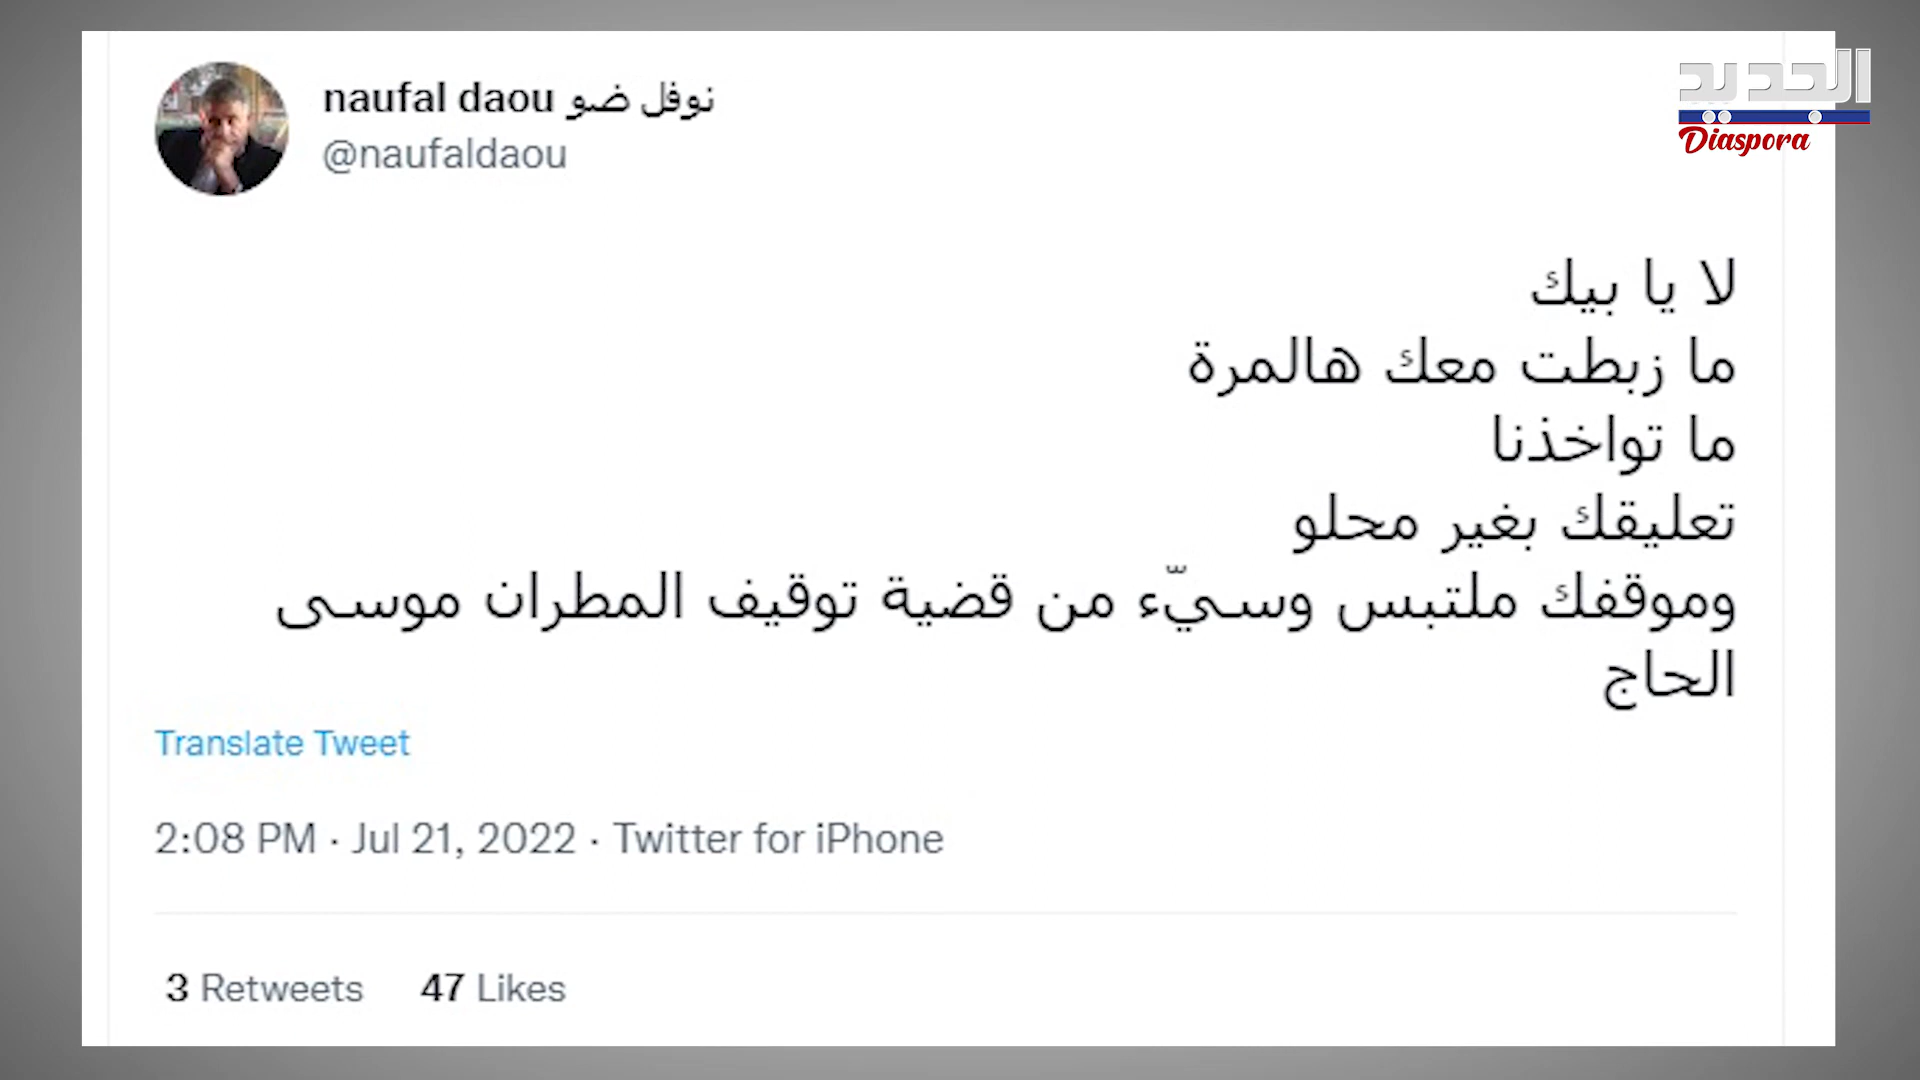 الجديد
Diaspora
naufal daou نوفل ضو
@naufaldaou
لا يا بيك
ما زبطت معك هالمرة
ما تواخذنا
تعليقك بغير محلو
وموقفك ملتبس وسيّء من قضية توقيف المطران موسى
الحاج
Translate Tweet
2:08 PM · Jul 21, 2022 · Twitter for iPhone
3 Retweets 47 Likes